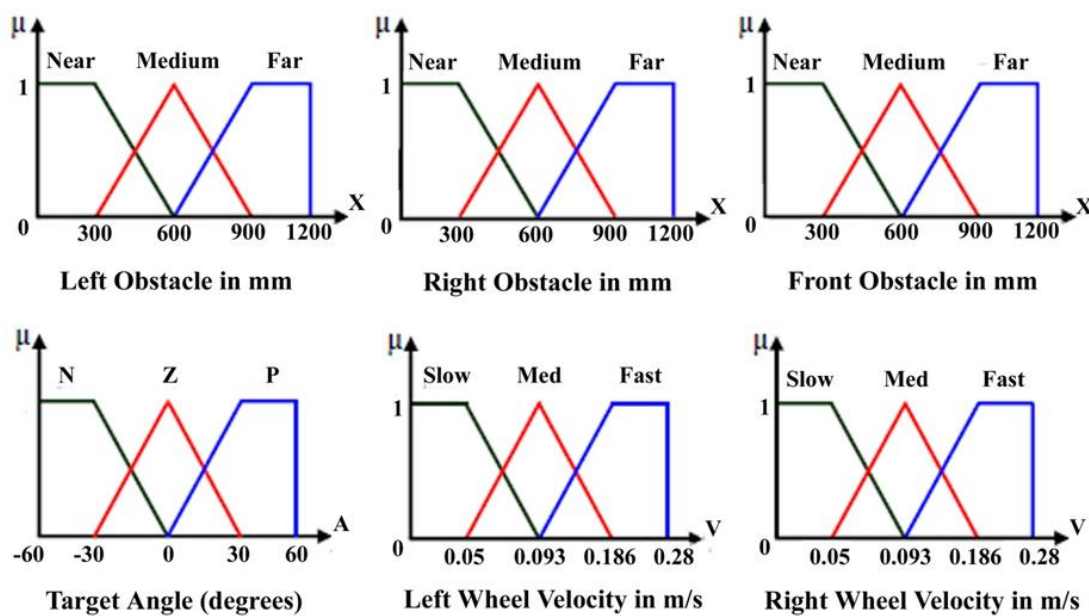 μ
Near Medium Far
1
0 300 600 900 1200 X
Left Obstacle in mm
μ
Near Medium Far
1
0 300 600 900 1200 X
Right Obstacle in mm
μ
Near Medium Far
1
0 300 600 900 1200 X
Front Obstacle in mm
μ
N Z P
-60 -30 0 30 60 A
Target Angle (degrees)
μ
Slow Med Fast
1
0 0.05 0.093 0.186 0.28 V
Left Wheel Velocity in m/s
μ
Slow Med Fast
1
0 0.05 0.093 0.186 0.28 V
Right Wheel Velocity in m/s